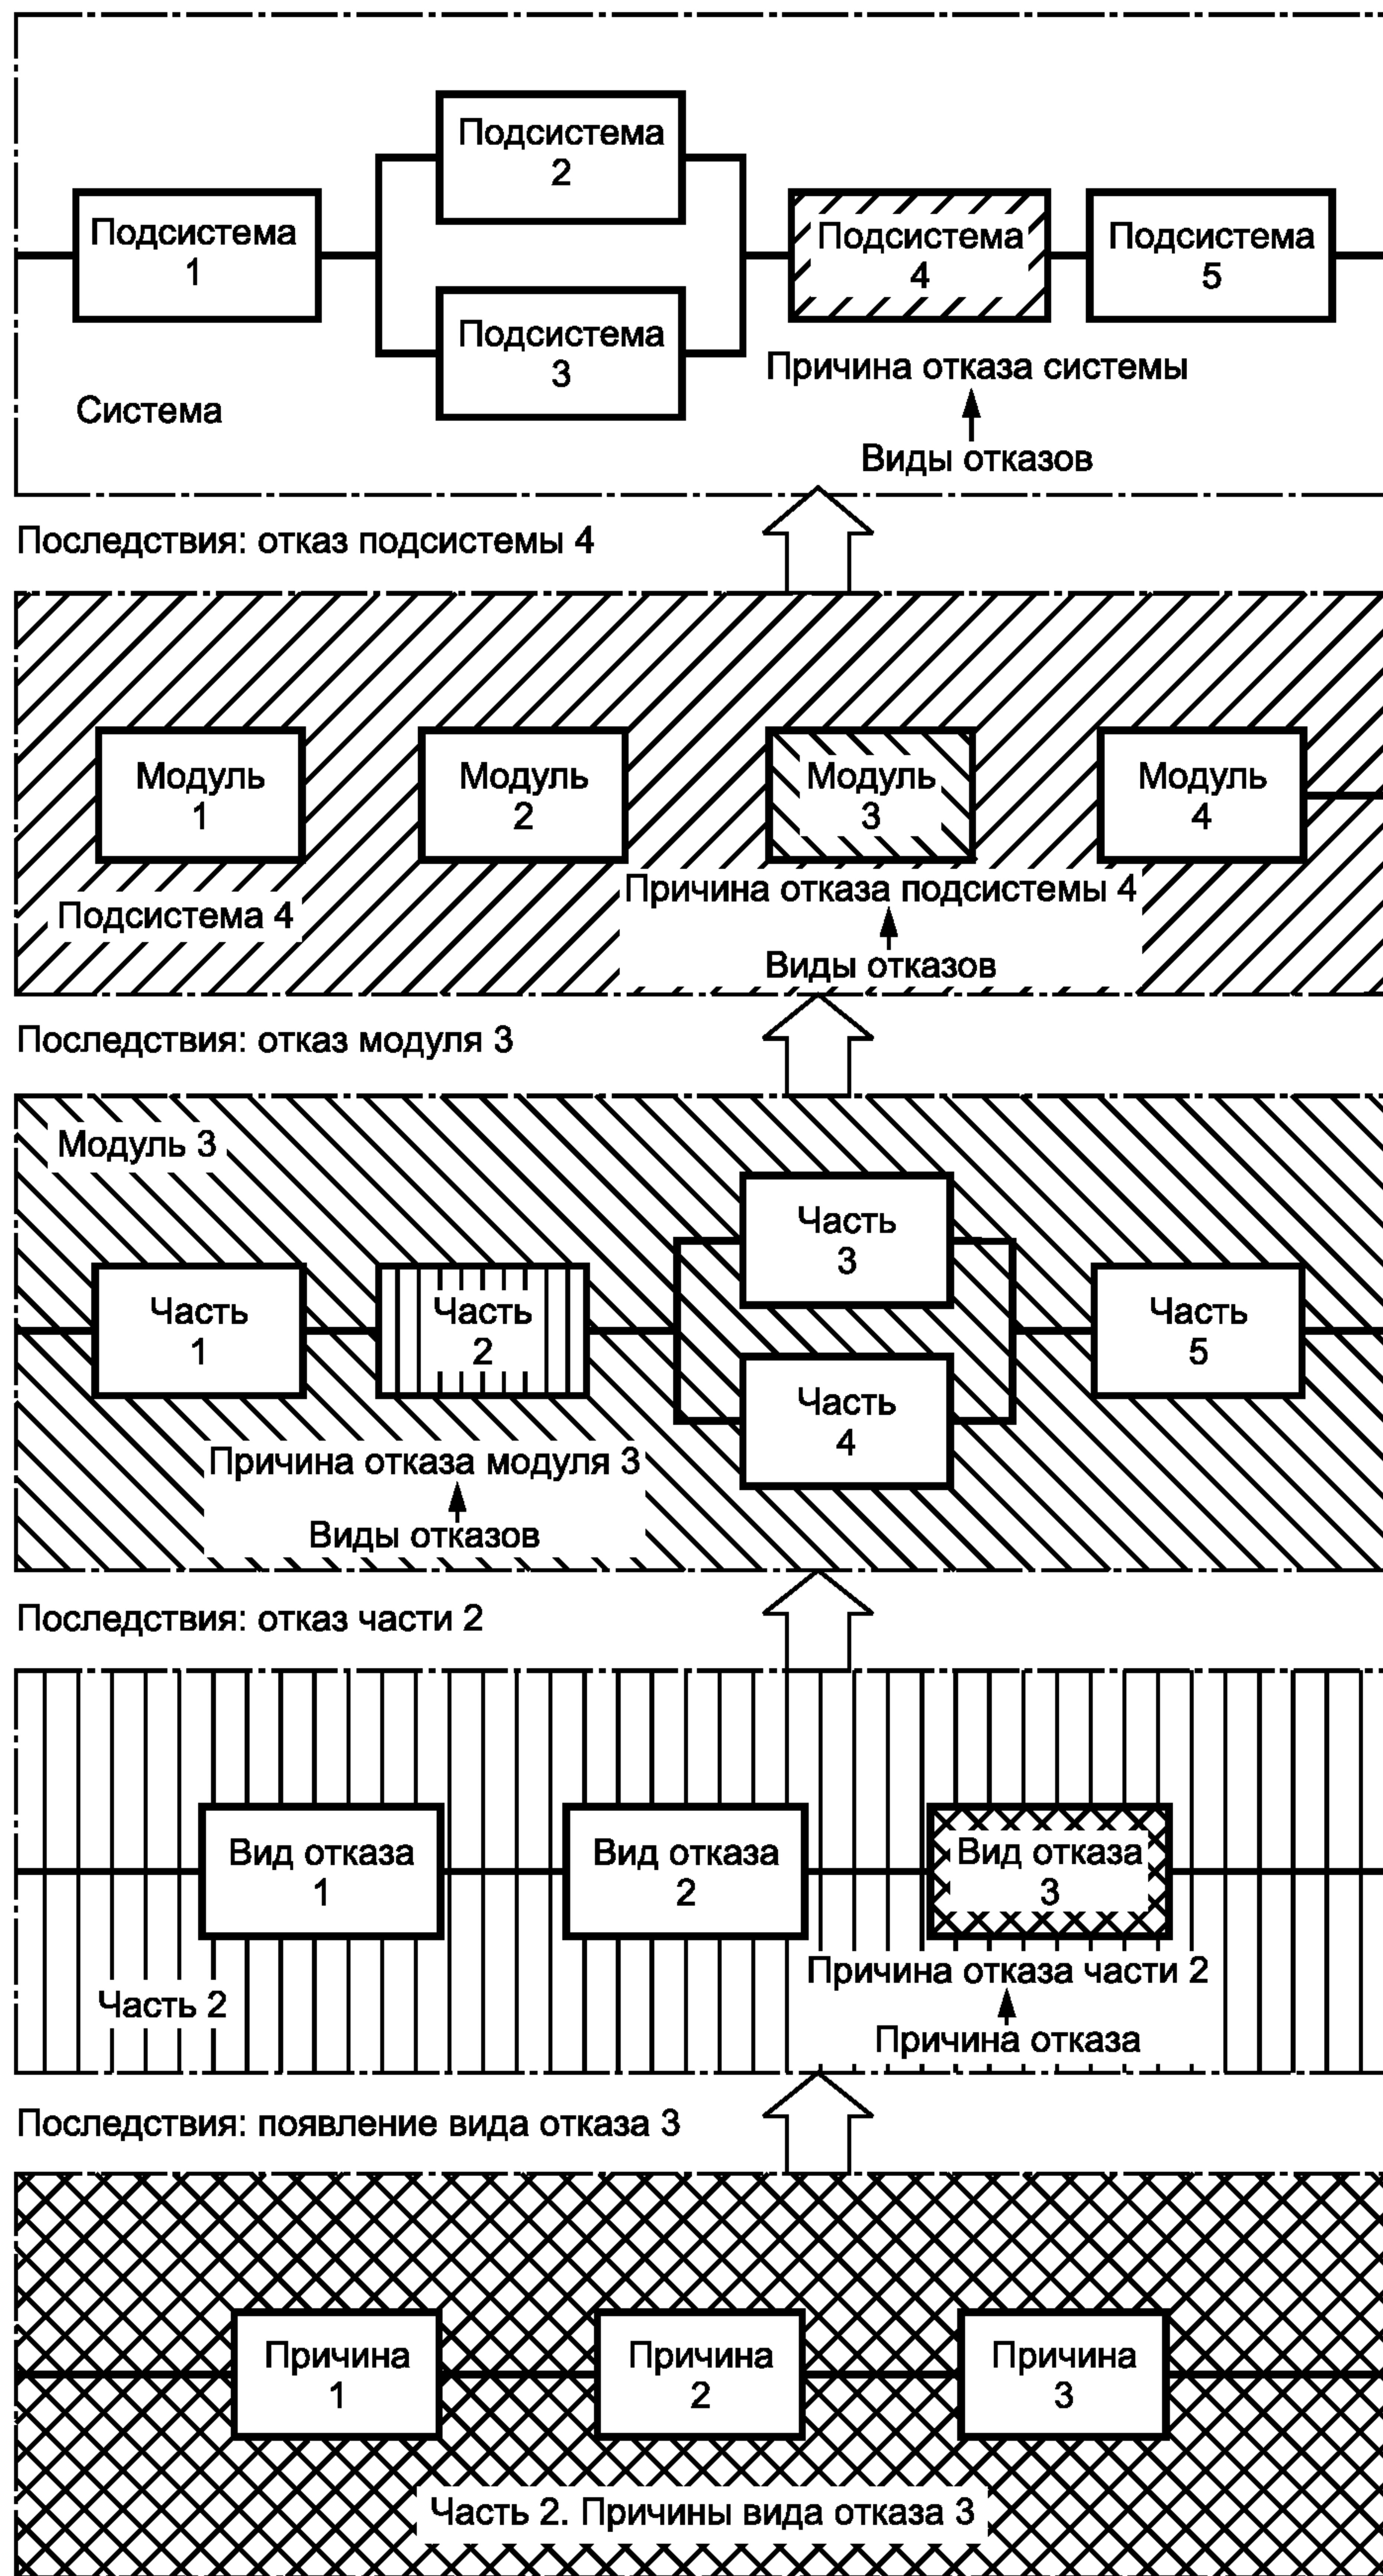 Подсистема
2
Подсистема
1
Подсистема
4
Подсистема
5
Подсистема
3
Причина отказа системы
Система
Виды отказов
Последствия: отказ подсистемы 4
Модуль
1
Модуль
2
Модуль
3
Модуль
4
Причина отказа подсистемы 4
Подсистема 4
Виды отказов
Последствия: отказ модуля 3
Модуль 3
Часть
3
Часть
1
Часть
2
Часть
5
Часть
4
Причина отказа модуля 3
Виды отказов
Последствия: отказ части 2
Вид отказа
1
Вид отказа
2
Вид отказа
3
Причина отказа части 2
Часть 2
Причина отказа
Последствия: появление вида отказа 3
Причина
1
Причина
2
Причина
3
Часть 2. Причины вида отказа 3